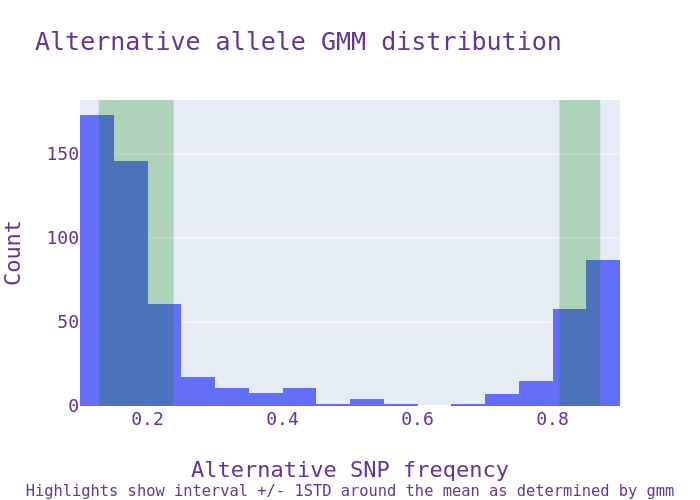 Alternative allele GMM distribution
150
100
50
0
Count
0.2
0.4
0.6
0.8
Alternative SNP freqency
Highlights show interval +/- 1STD around the mean as determined by gmm